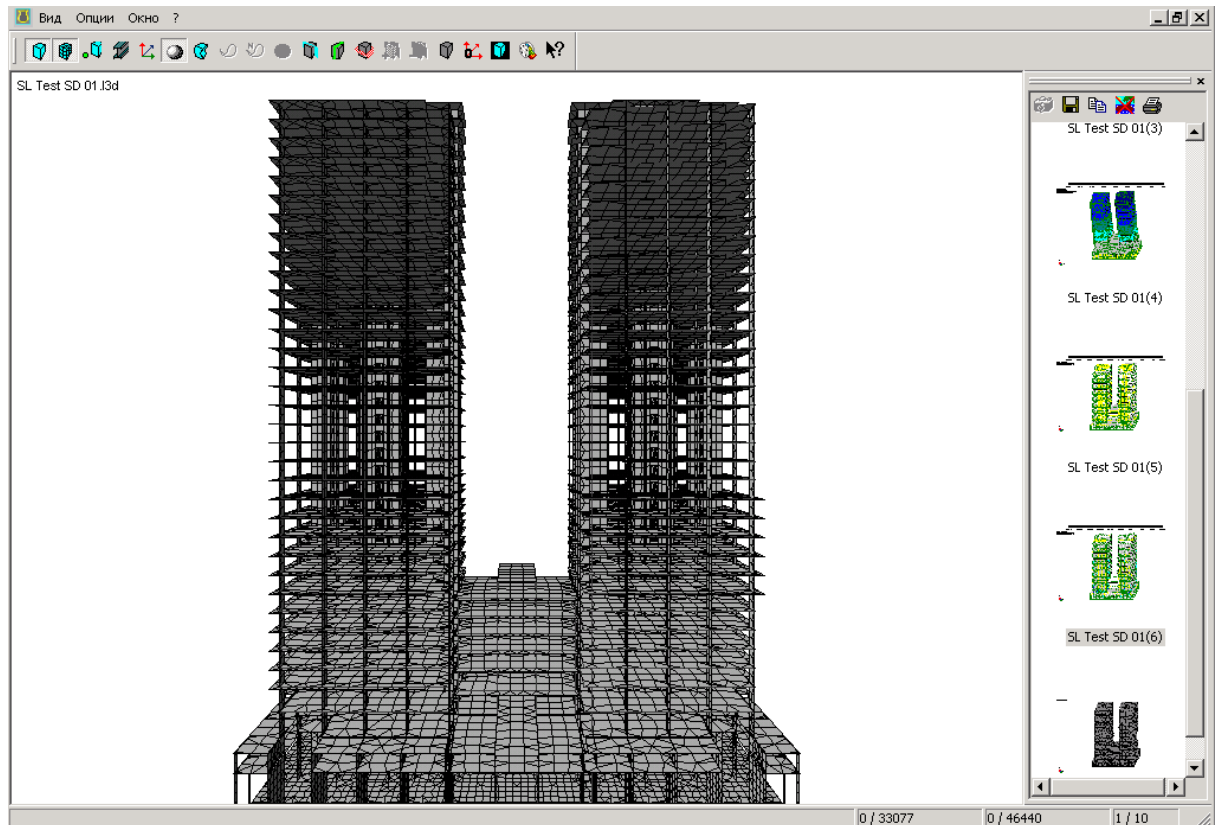 Вид Опции Окно ?
SL Test SD 01.l3d
SL Test SD 01(3)
SL Test SD 01(4)
SL Test SD 01(5)
SL Test SD 01(6)
0 / 33077
0 / 46440
1 / 10